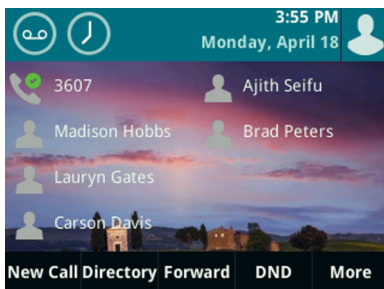 3:55 PM
Monday, April 18
3607
Ajith Seifu
Madison Hobbs
Brad Peters
Lauryn Gates
Carson Davis
New Call Directory Forward DND More